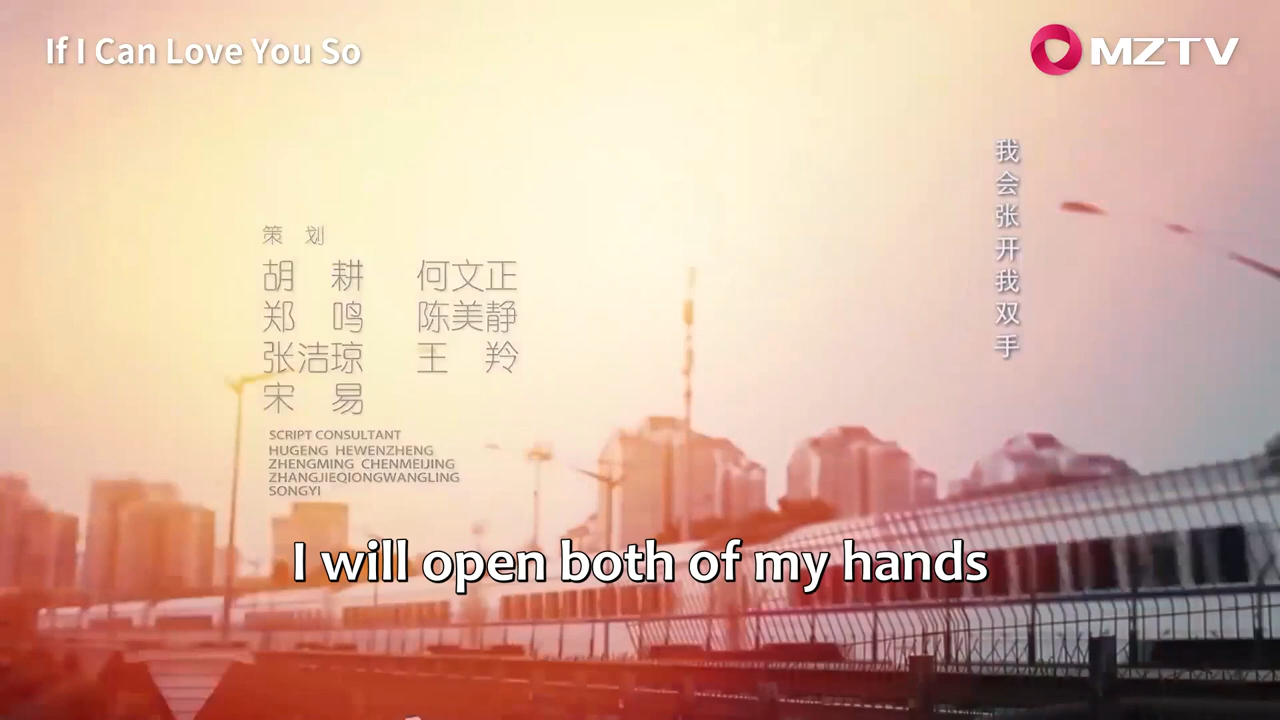 If I Can Love You So
MZTV
我会张开我双手
策 划
胡 耕 何文正
郑 鸣 陈美静
张洁琼 王 羚
宋 易
SCRIPT CONSULTANT
HUGENG HEWENZHENG
ZHENGMING CHENMEIJING
ZHANGJIEQIONGWANGLING
SONGYI
I will open both of my hands